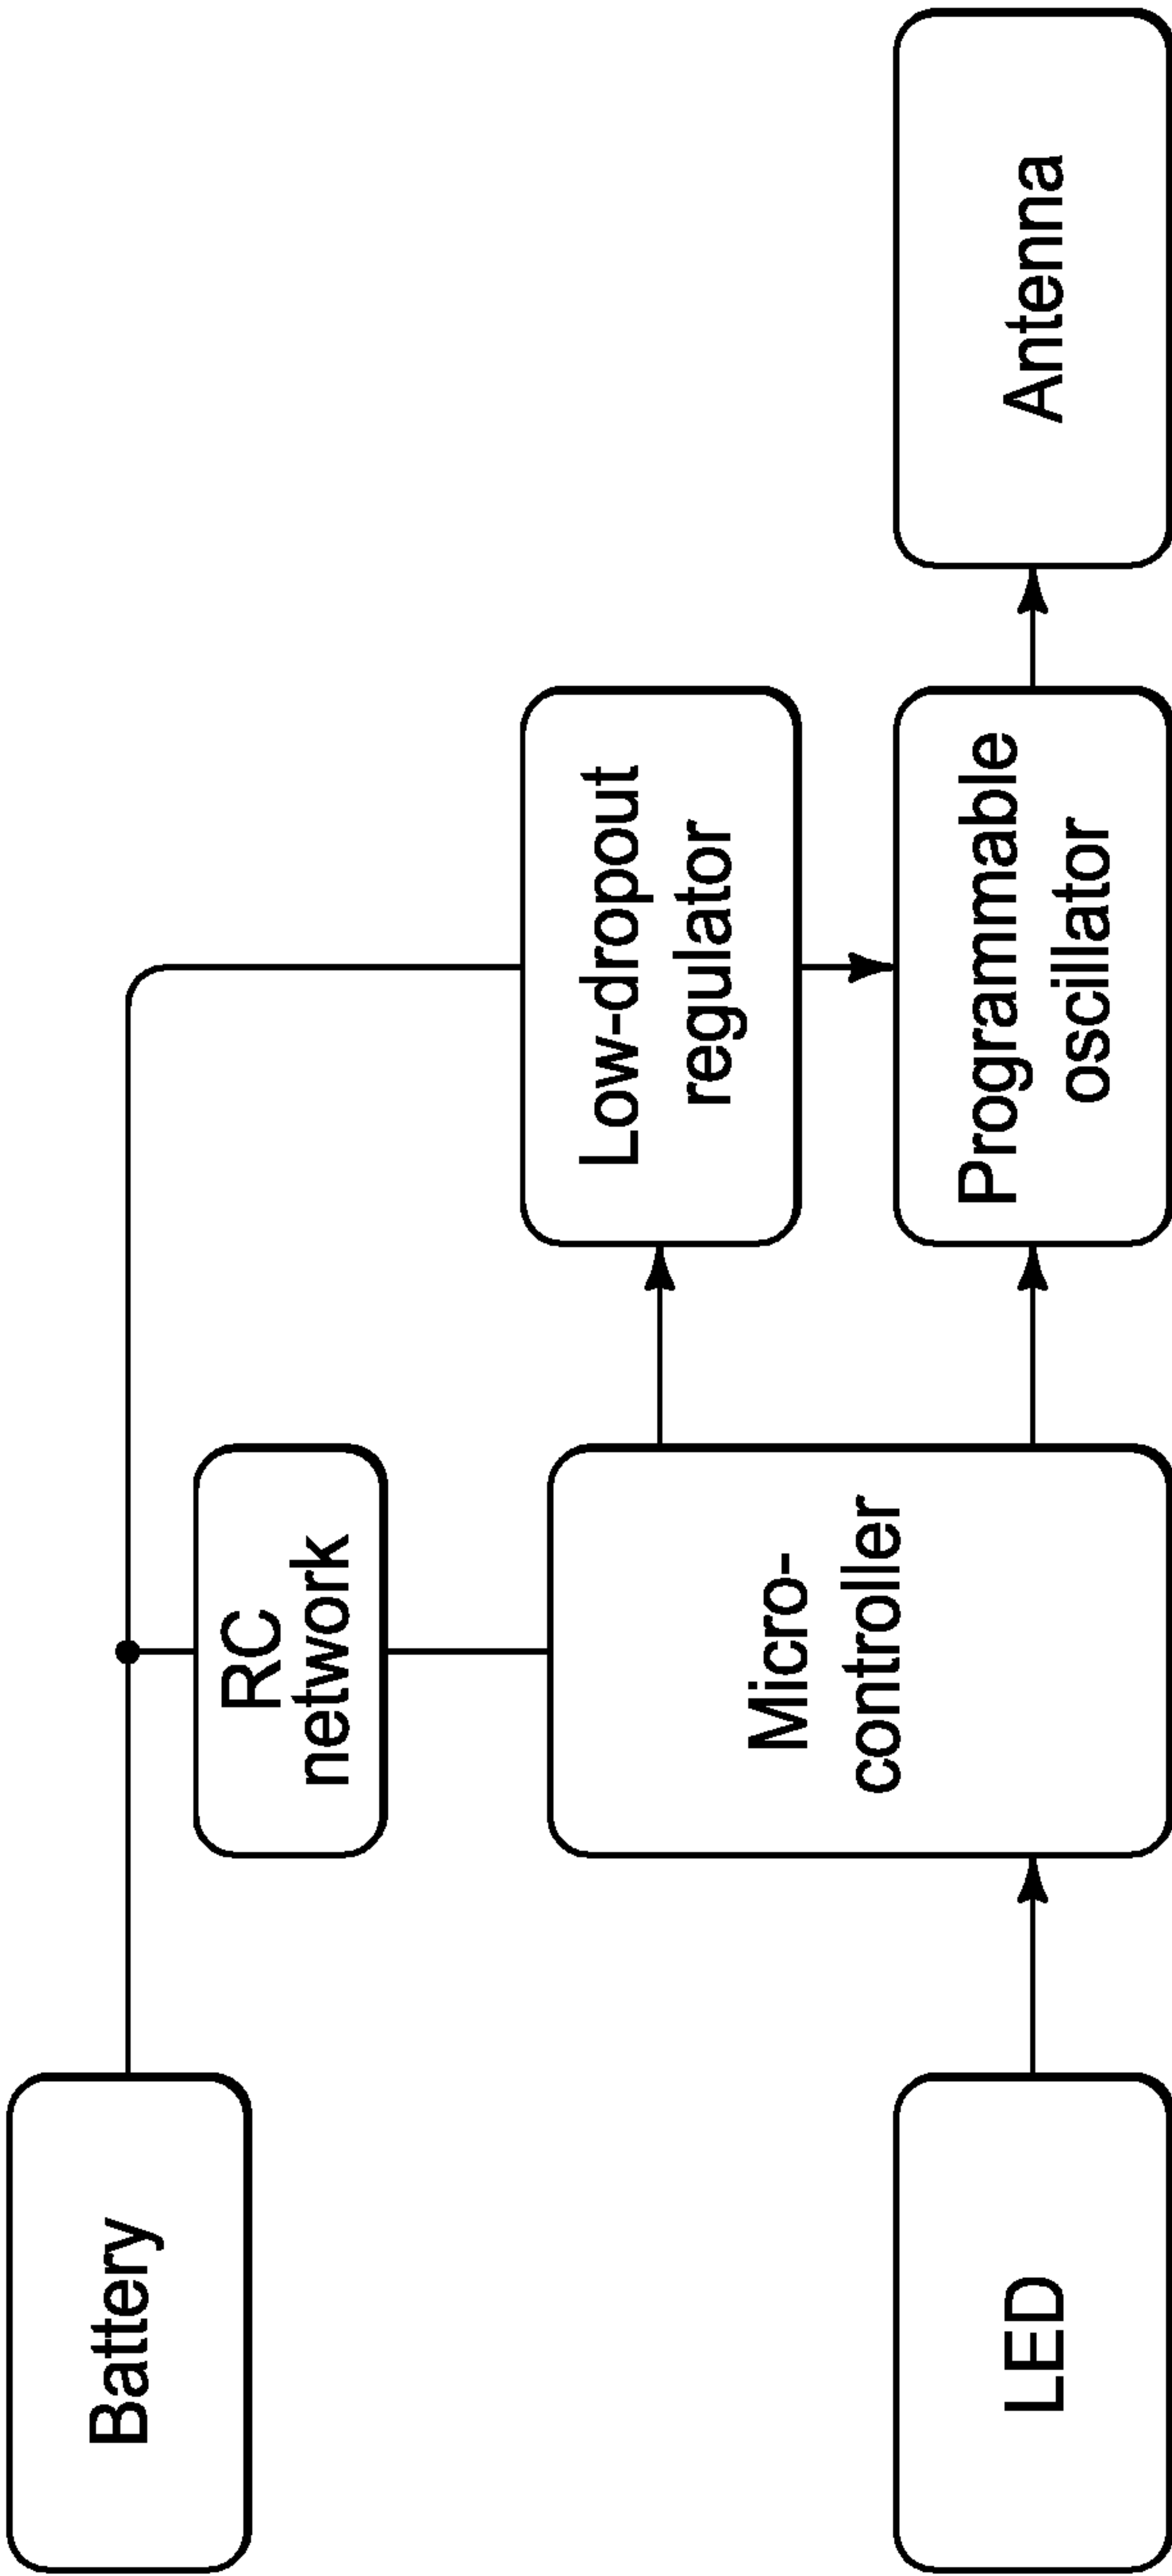 Battery
RC
network
Low-dropout
regulator
LED
Micro-
controller
Programmable
oscillator
Antenna